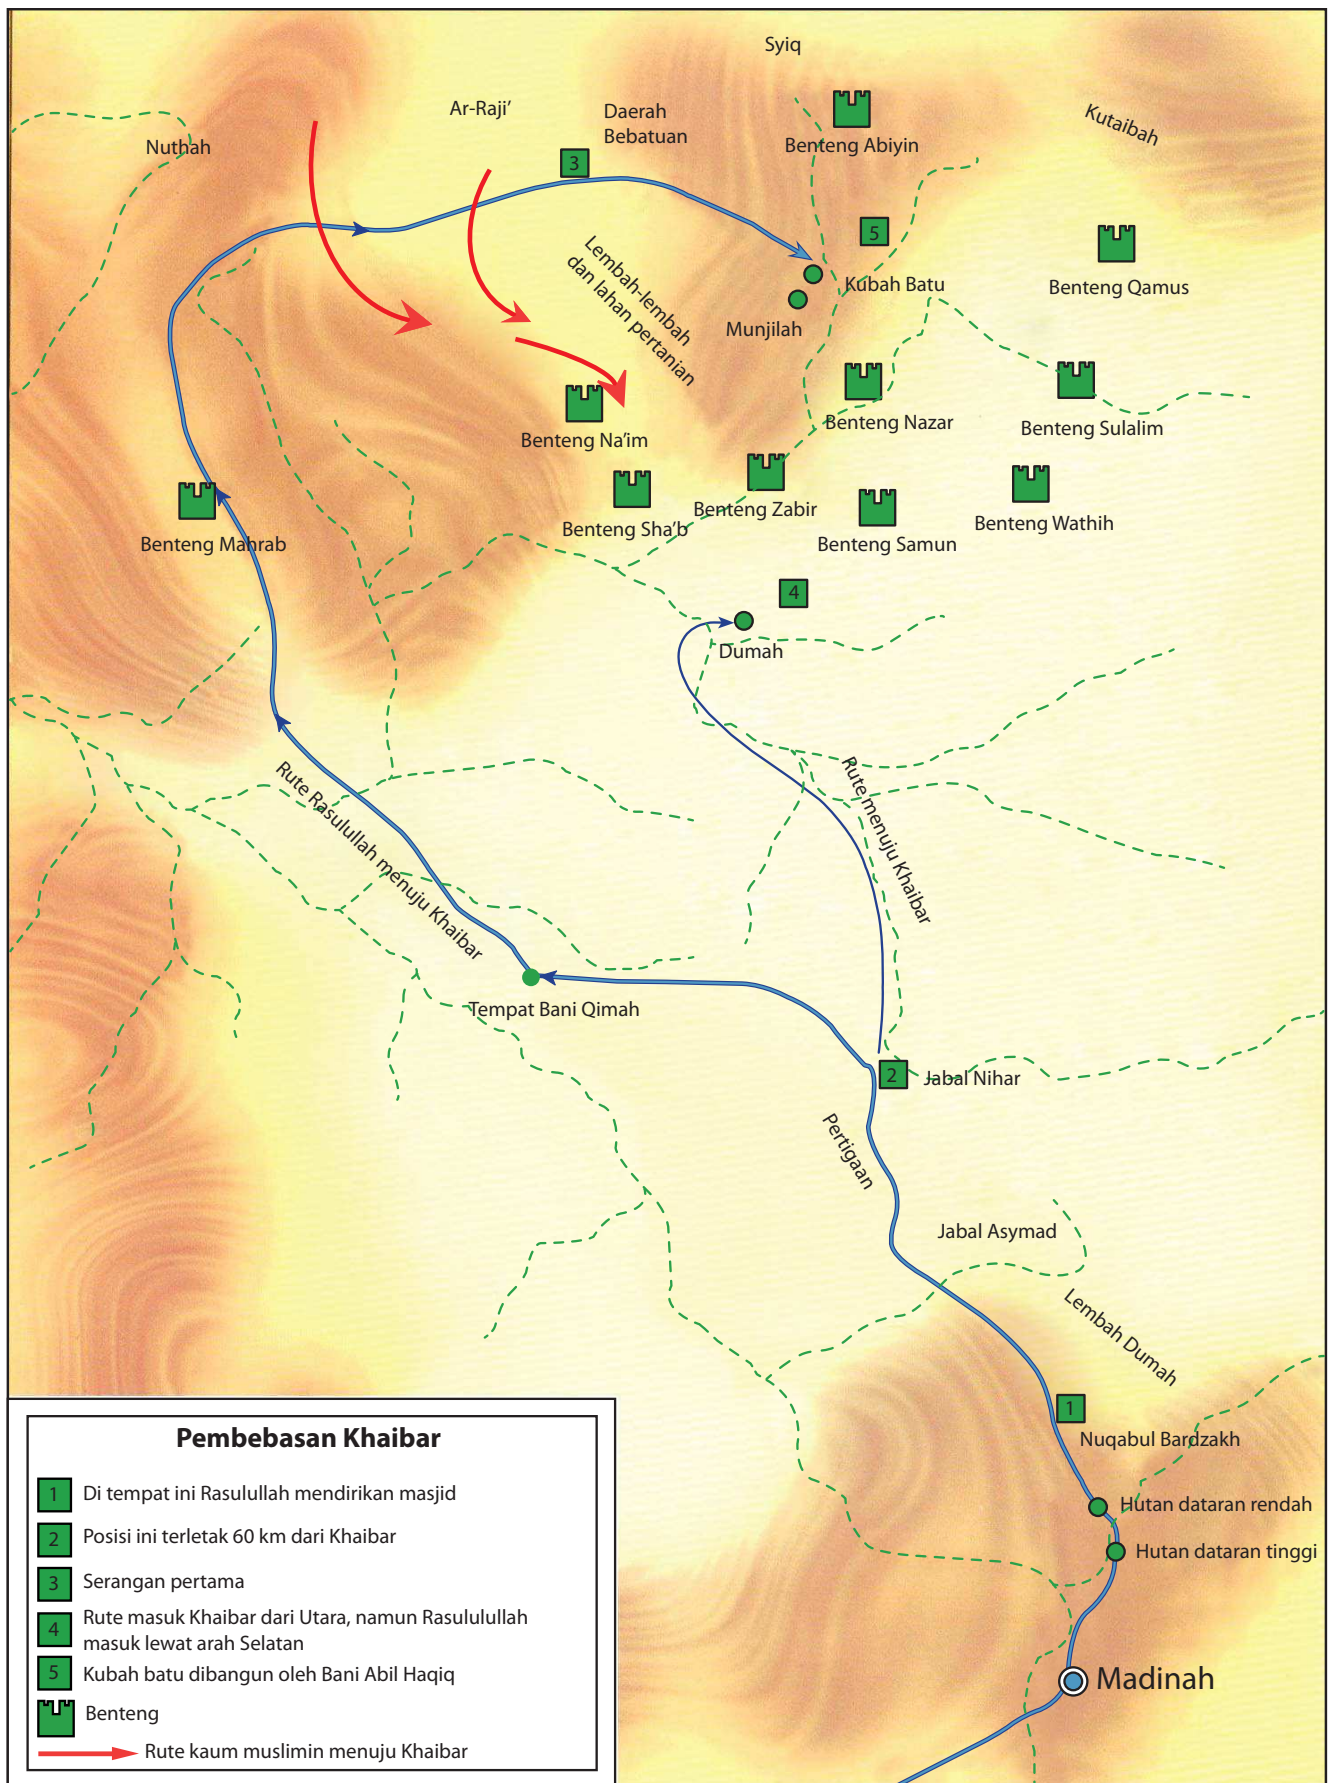 Syiq
Ar-Raji’
Daerah
Bebatuan
Kutaibah
Nuthah
Benteng Abiyin
3
5
Lembah-lembah
dan lahan pertanian
Kubah Batu
Benteng Qamus
Munjilah
Benteng Nazar
Benteng Sulalim
Benteng Na’im
Benteng Zabir
Benteng Sha’b
Benteng Wathih
Benteng Samun
Benteng Mahrab
4
Dumah
Rute Rasulullah menuju Khaibar
Rute menuju Khaibar
Tempat Bani Qimah
2
Jabal Nihar
Pertigaan
Jabal Asymad
Lembah Dumah
1
Nuqabul Bardzakh
Hutan dataran rendah
Hutan dataran tinggi
Madinah
Pembebasan Khaibar
1 Di tempat ini Rasulullah mendirikan masjid
2 Posisi ini terletak 60 km dari Khaibar
3 Serangan pertama
4 Rute masuk Khaibar dari Utara, namun Rasululullah
masuk lewat arah Selatan
5 Kubah batu dibangun oleh Bani Abil Haqiq
Benteng
Rute kaum muslimin menuju Khaibar